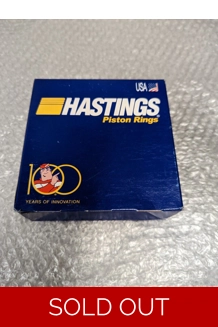 USA
HASTINGS
Piston Rings®
100
YEARS OF INNOVATION
SOLD OUT